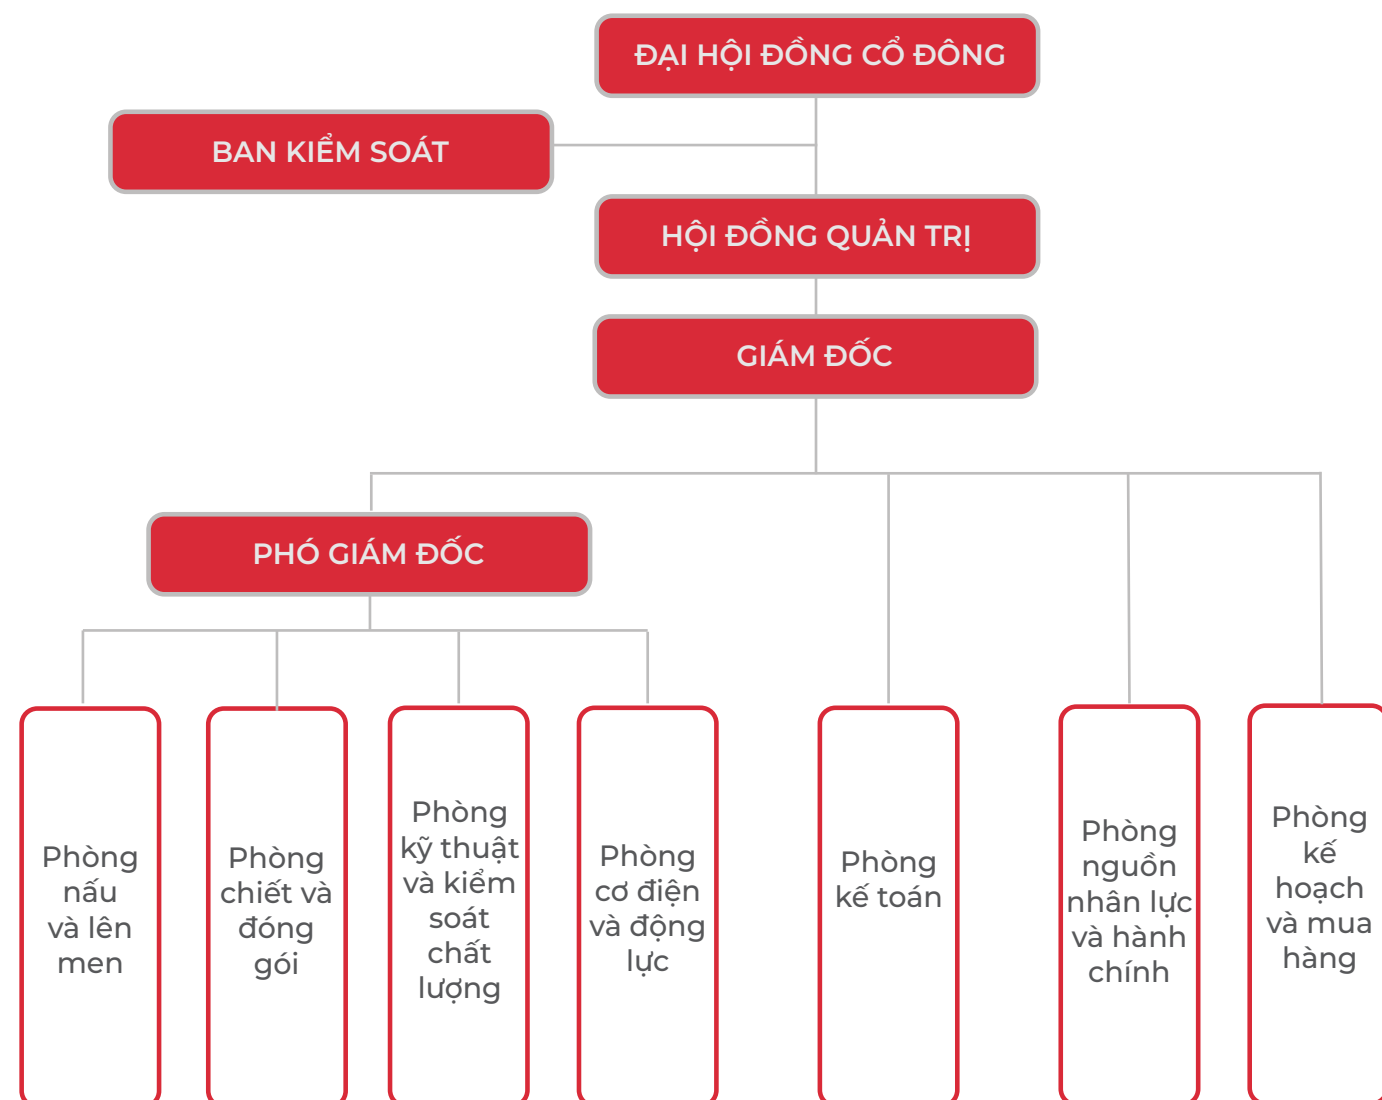 ĐẠI HỘI ĐỒNG CỔ ĐÔNG
BAN KIỂM SOÁT
HỘI ĐỒNG QUẢN TRỊ
GIÁM ĐỐC
PHÓ GIÁM ĐỐC
Phòng
nấu
và lên
men
Phòng
chiết và
đóng
gói
Phòng
kỹ thuật
và kiểm
soát
chất
lượng
Phòng
cơ điện
và động
lực
Phòng
kế toán
Phòng
nguồn
nhân lực
và hành
chính
Phòng
kế
hoạch
và mua
hàng